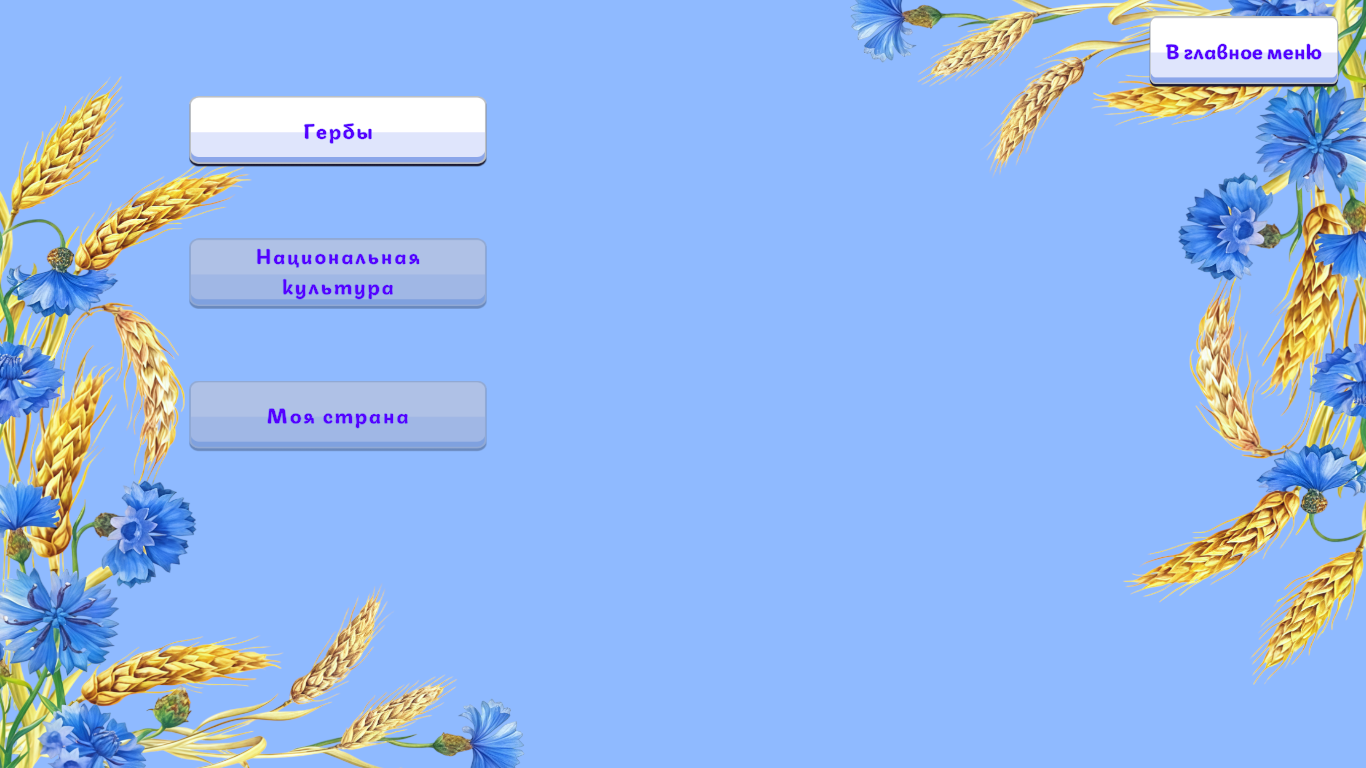 В главное меню
Гербы
Национальная
культура
Моя страна